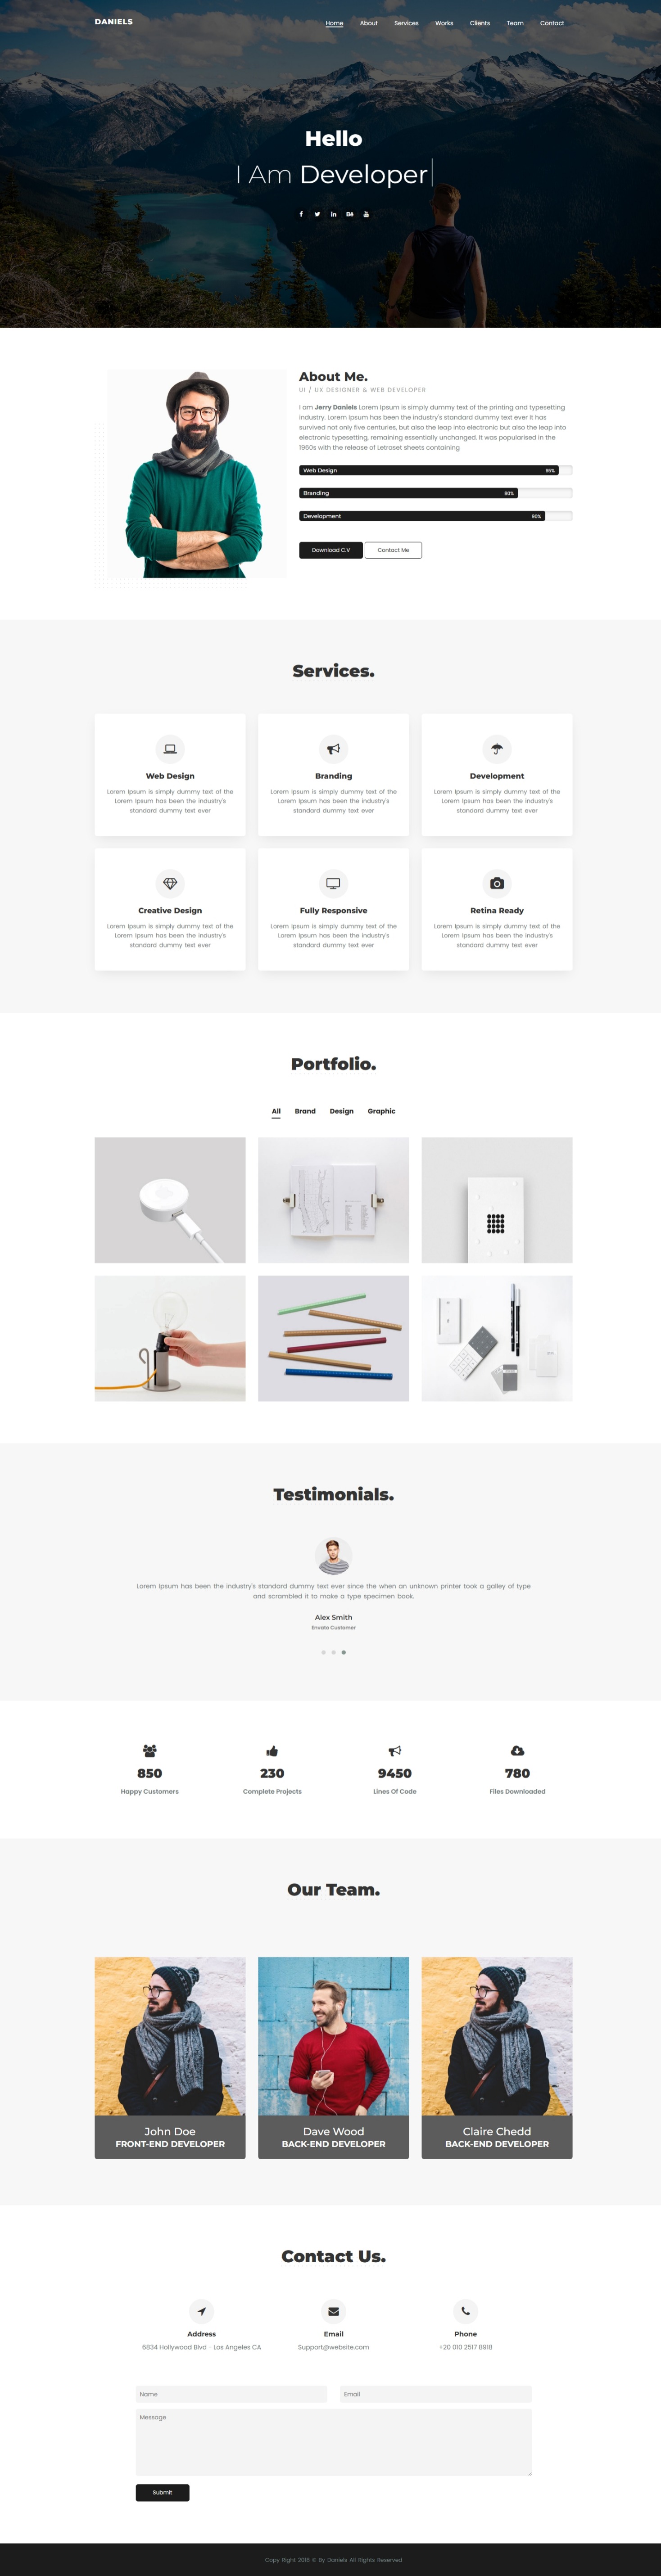 DANIELS
Home About Services Works Clients Team Contact
Hello
I Am Developer
About Me.
UI / UX DESIGNER & WEB DEVELOPER
I am Jerry Daniels Lorem Ipsum is simply dummy text of the printing and typesetting
industry. Lorem Ipsum has been the industry's standard dummy text ever It has
survived not only five centuries, but also the leap into electronic but also the leap into
electronic typesetting, remaining essentially unchanged. It was popularised in the
1960s with the release of Letraset sheets containing
Web Design 95%
Branding 80%
Development 90%
Download C.V Contact Me
Services.
Web Design
Lorem Ipsum is simply dummy text of the
Lorem Ipsum has been the industry's
standard dummy text ever
Branding
Lorem Ipsum is simply dummy text of the
Lorem Ipsum has been the industry's
standard dummy text ever
Development
Lorem Ipsum is simply dummy text of the
Lorem Ipsum has been the industry's
standard dummy text ever
Creative Design
Lorem Ipsum is simply dummy text of the
Lorem Ipsum has been the industry's
standard dummy text ever
Fully Responsive
Lorem Ipsum is simply dummy text of the
Lorem Ipsum has been the industry's
standard dummy text ever
Retina Ready
Lorem Ipsum is simply dummy text of the
Lorem Ipsum has been the industry's
standard dummy text ever
Portfolio.
All Brand Design Graphic
Testimonials.
Lorem Ipsum has been the industry's standard dummy text ever since the when an unknown printer took a galley of type
and scrambled it to make a type specimen book.
Alex Smith
Envato Customer
850
Happy Customers
230
Complete Projects
9450
Lines Of Code
780
Files Downloaded
Our Team.
John Doe
FRONT-END DEVELOPER
Dave Wood
BACK-END DEVELOPER
Claire Chedd
BACK-END DEVELOPER
Contact Us.
Address
6834 Hollywood Blvd - Los Angeles CA
Email
Support@website.com
Phone
+20 010 2517 8918
Name
Email
Message
Submit
Copy Right 2018 © By Daniels All Rights Reserved